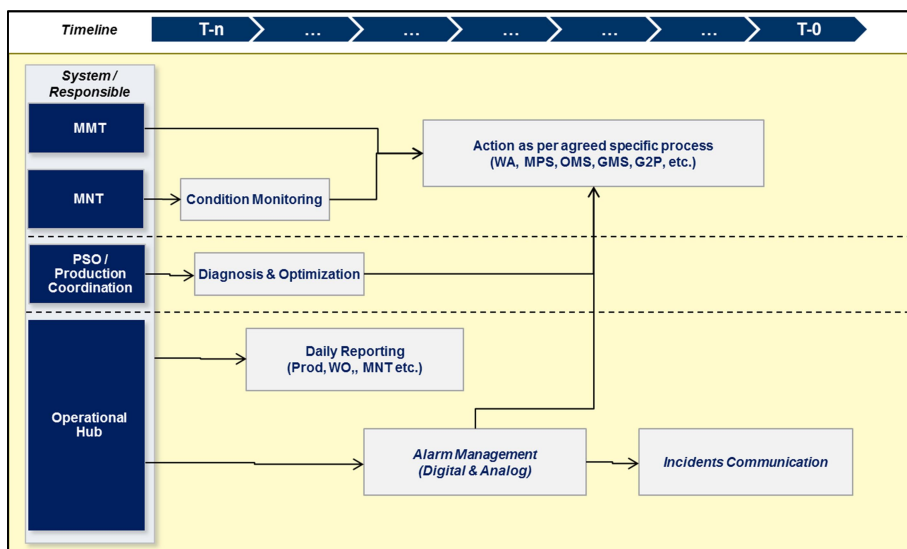 Timeline
T-n
...
...
...
...
...
T-0
System /
Responsible
MMT
MNT
Condition Monitoring
Action as per agreed specific process
(WA, MPS, OMS, GMS, G2P, etc.)
PSO /
Production
Coordination
Diagnosis & Optimization
Operational
Hub
Daily Reporting
(Prod, WO,, MNT etc.)
Alarm Management
(Digital & Analog)
Incidents Communication